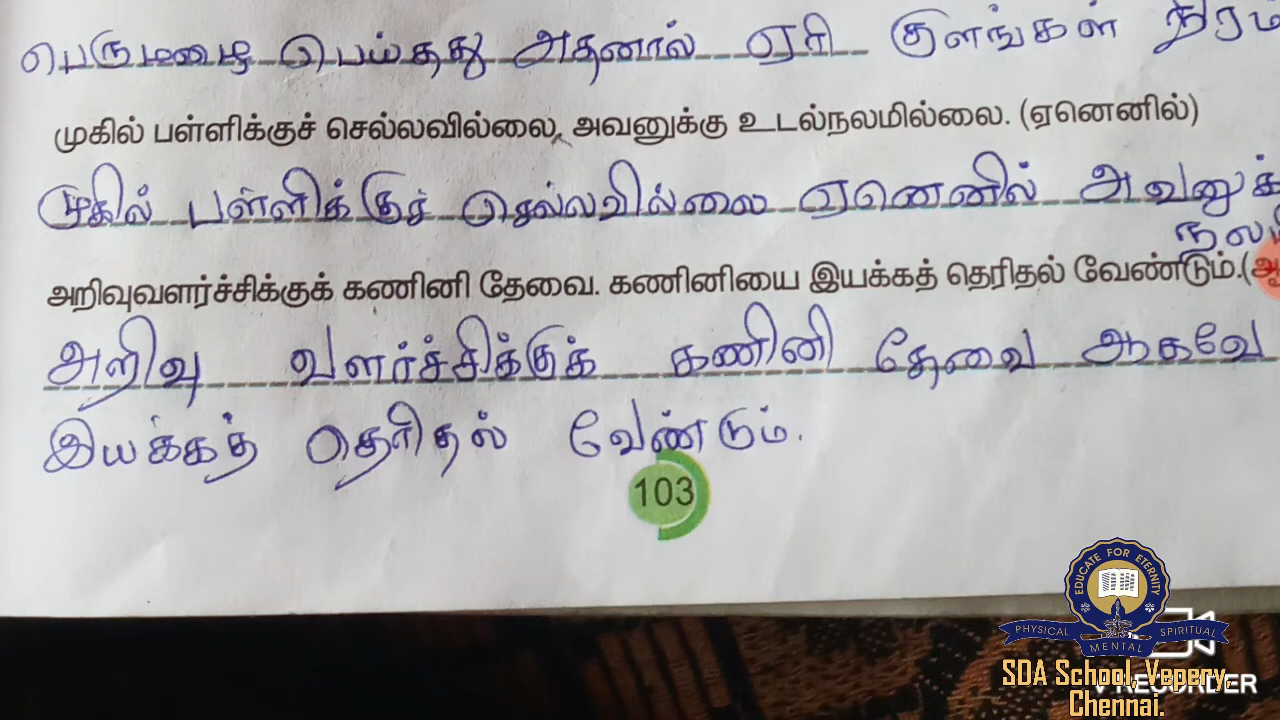 பெருமழை பெய்தது அதனால் ஏரி குளங்கள் நிரம்
முகில் பள்ளிக்குச் செல்லவில்லை. அவனுக்கு உடல்நலமில்லை. (ஏனெனில்)
முகில் பள்ளிக்குச் செல்லவில்லை ஏனெனில் அவனுக்
நலமி
அறிவுவளர்ச்சிக்குக் கணினி தேவை. கணினியை இயக்கத் தெரிதல் வேண்டும்.(ஆ
அறிவு வளர்ச்சிக்குக் கணினி தேவை ஆகவே
இயக்கத் தெரிதல் வேண்டும்.
103
EDUCATE FOR ETERNITY
PHYSICAL MENTAL SPIRITUAL
SDA School, Vepery,
Chennai.
V RECORDER